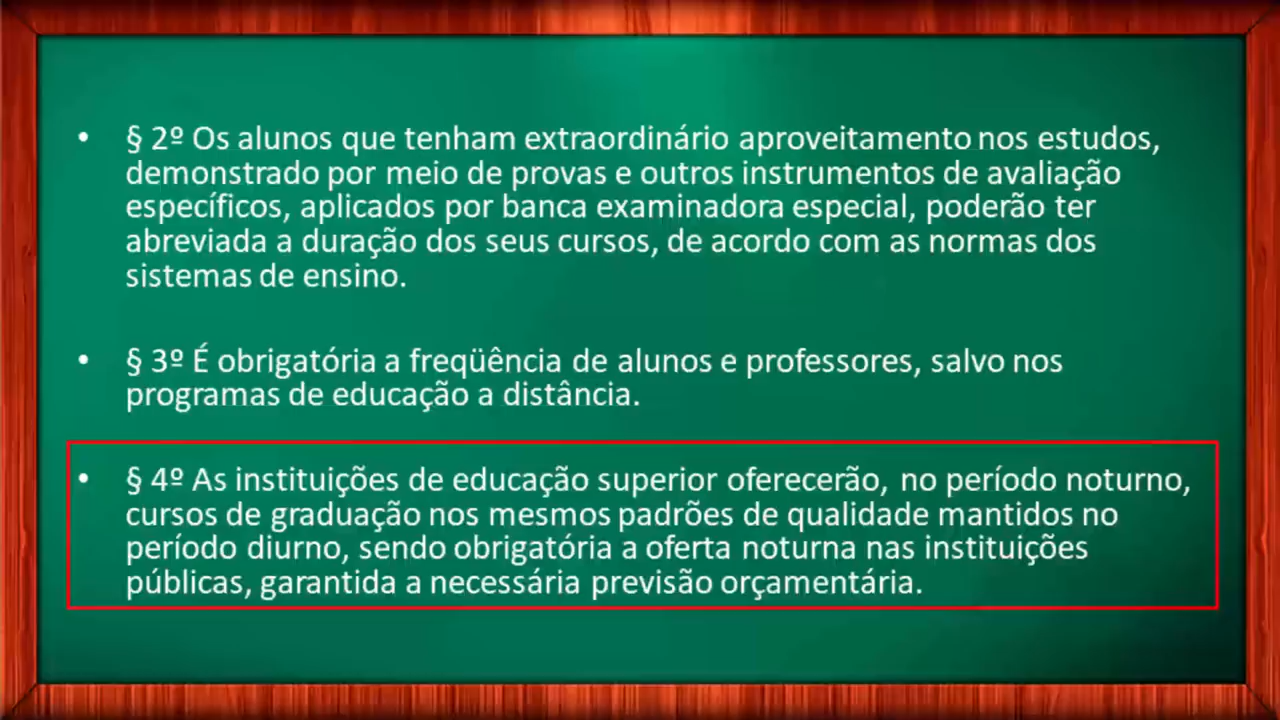 • § 2º Os alunos que tenham extraordinário aproveitamento nos estudos,
demonstrado por meio de provas e outros instrumentos de avaliação
específicos, aplicados por banca examinadora especial, poderão ter
abreviada a duração dos seus cursos, de acordo com as normas dos
sistemas de ensino.
• § 3º É obrigatória a freqüência de alunos e professores, salvo nos
programas de educação a distância.
• § 4º As instituições de educação superior oferecerão, no período noturno,
cursos de graduação nos mesmos padrões de qualidade mantidos no
período diurno, sendo obrigatória a oferta noturna nas instituições
públicas, garantida a necessária previsão orçamentária.